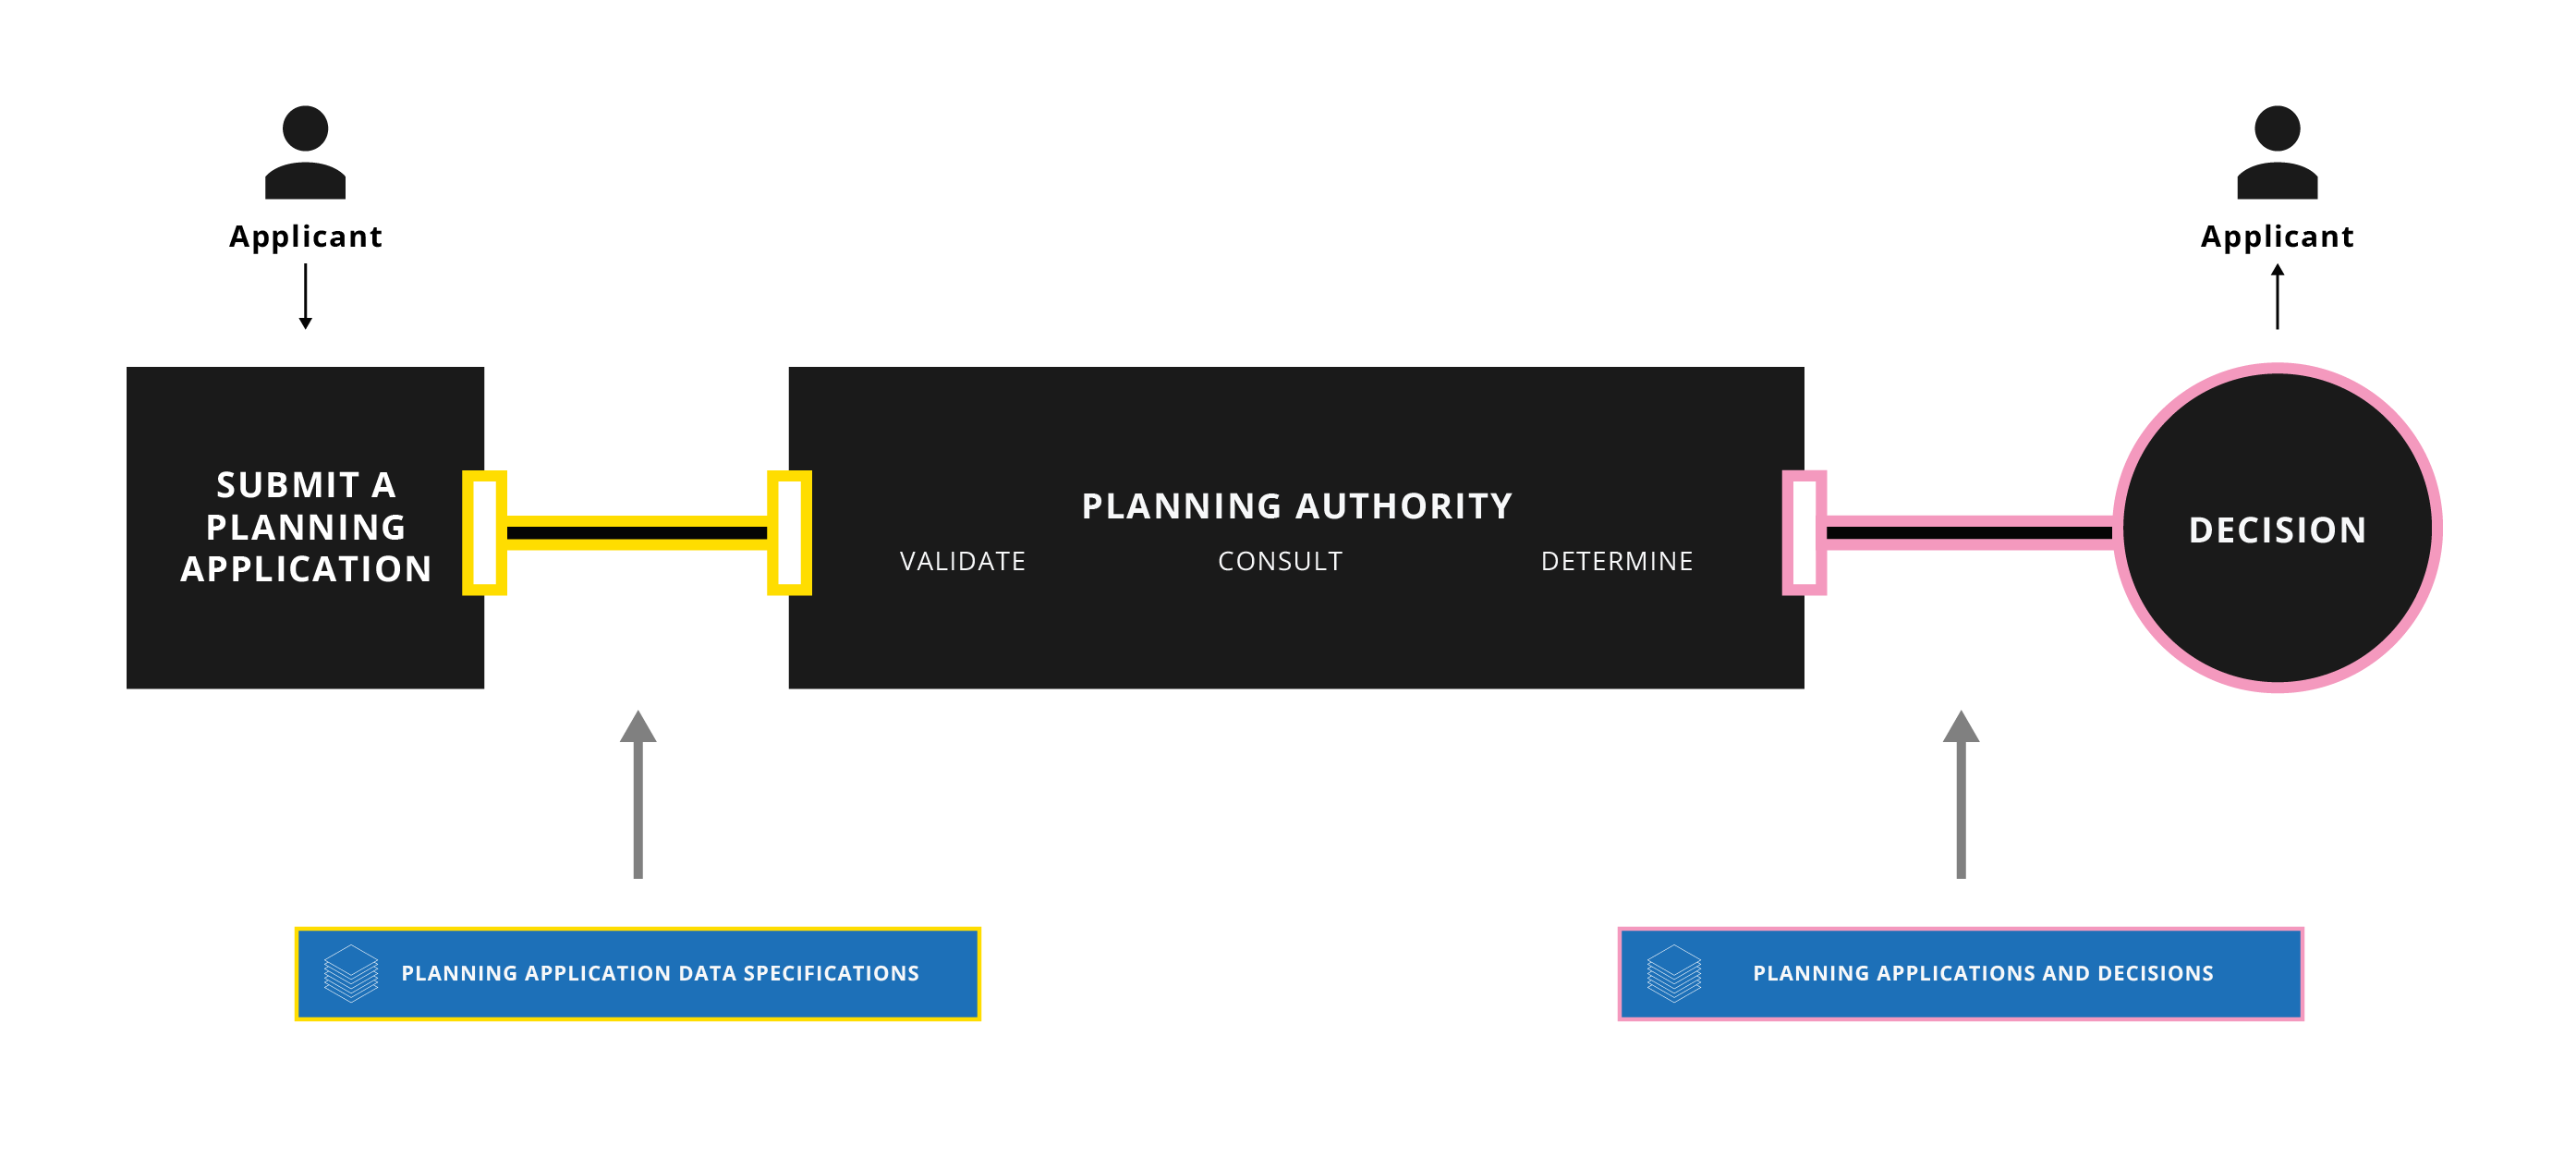 Applicant
Applicant
SUBMIT A
PLANNING
APPLICATION
PLANNING AUTHORITY
VALIDATE CONSULT DETERMINE
DECISION
PLANNING APPLICATION DATA SPECIFICATIONS
PLANNING APPLICATIONS AND DECISIONS